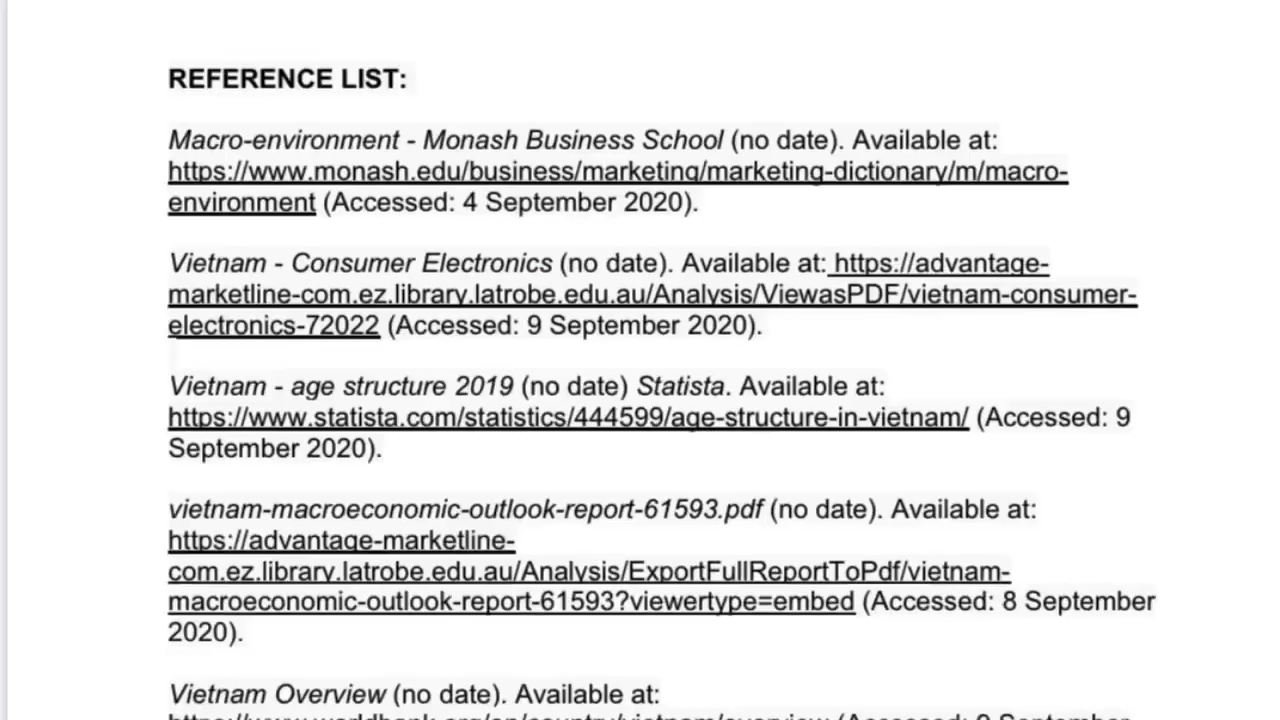 REFERENCE LIST:
Macro-environment - Monash Business School (no date). Available at:
https://www.monash.edu/business/marketing/marketing-dictionary/m/macro-
environment (Accessed: 4 September 2020).
Vietnam - Consumer Electronics (no date). Available at: https://advantage-
marketline-com.ez.library.latrobe.edu.au/Analysis/ViewasPDF/vietnam-consumer-
electronics-72022 (Accessed: 9 September 2020).
Vietnam - age structure 2019 (no date) Statista. Available at:
https://www.statista.com/statistics/444599/age-structure-in-vietnam/ (Accessed: 9
September 2020).
vietnam-macroeconomic-outlook-report-61593.pdf (no date). Available at:
https://advantage-marketline-
com.ez.library.latrobe.edu.au/Analysis/ExportFullReportToPdf/vietnam-
macroeconomic-outlook-report-61593?viewertype=embed (Accessed: 8 September
2020).
Vietnam Overview (no date). Available at: